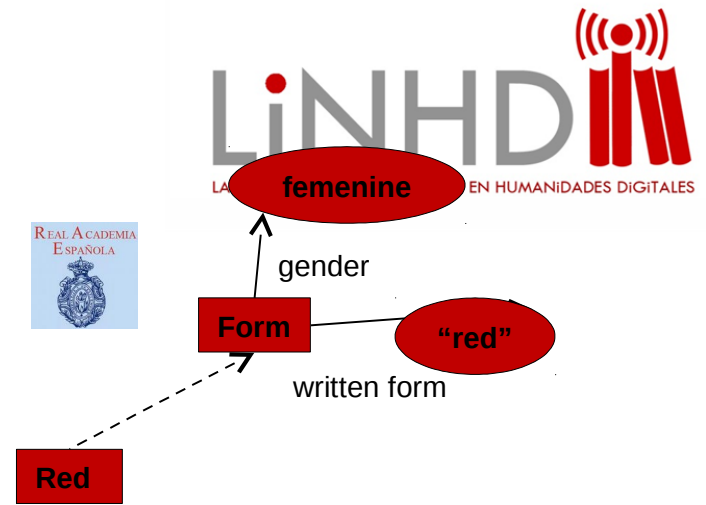 LiNHD
LA
EN HUMANiDADES DiGiTALES
femenine
REAL ACADEMIA
ESPAÑOLA
gender
Form
“red”
written form
Red